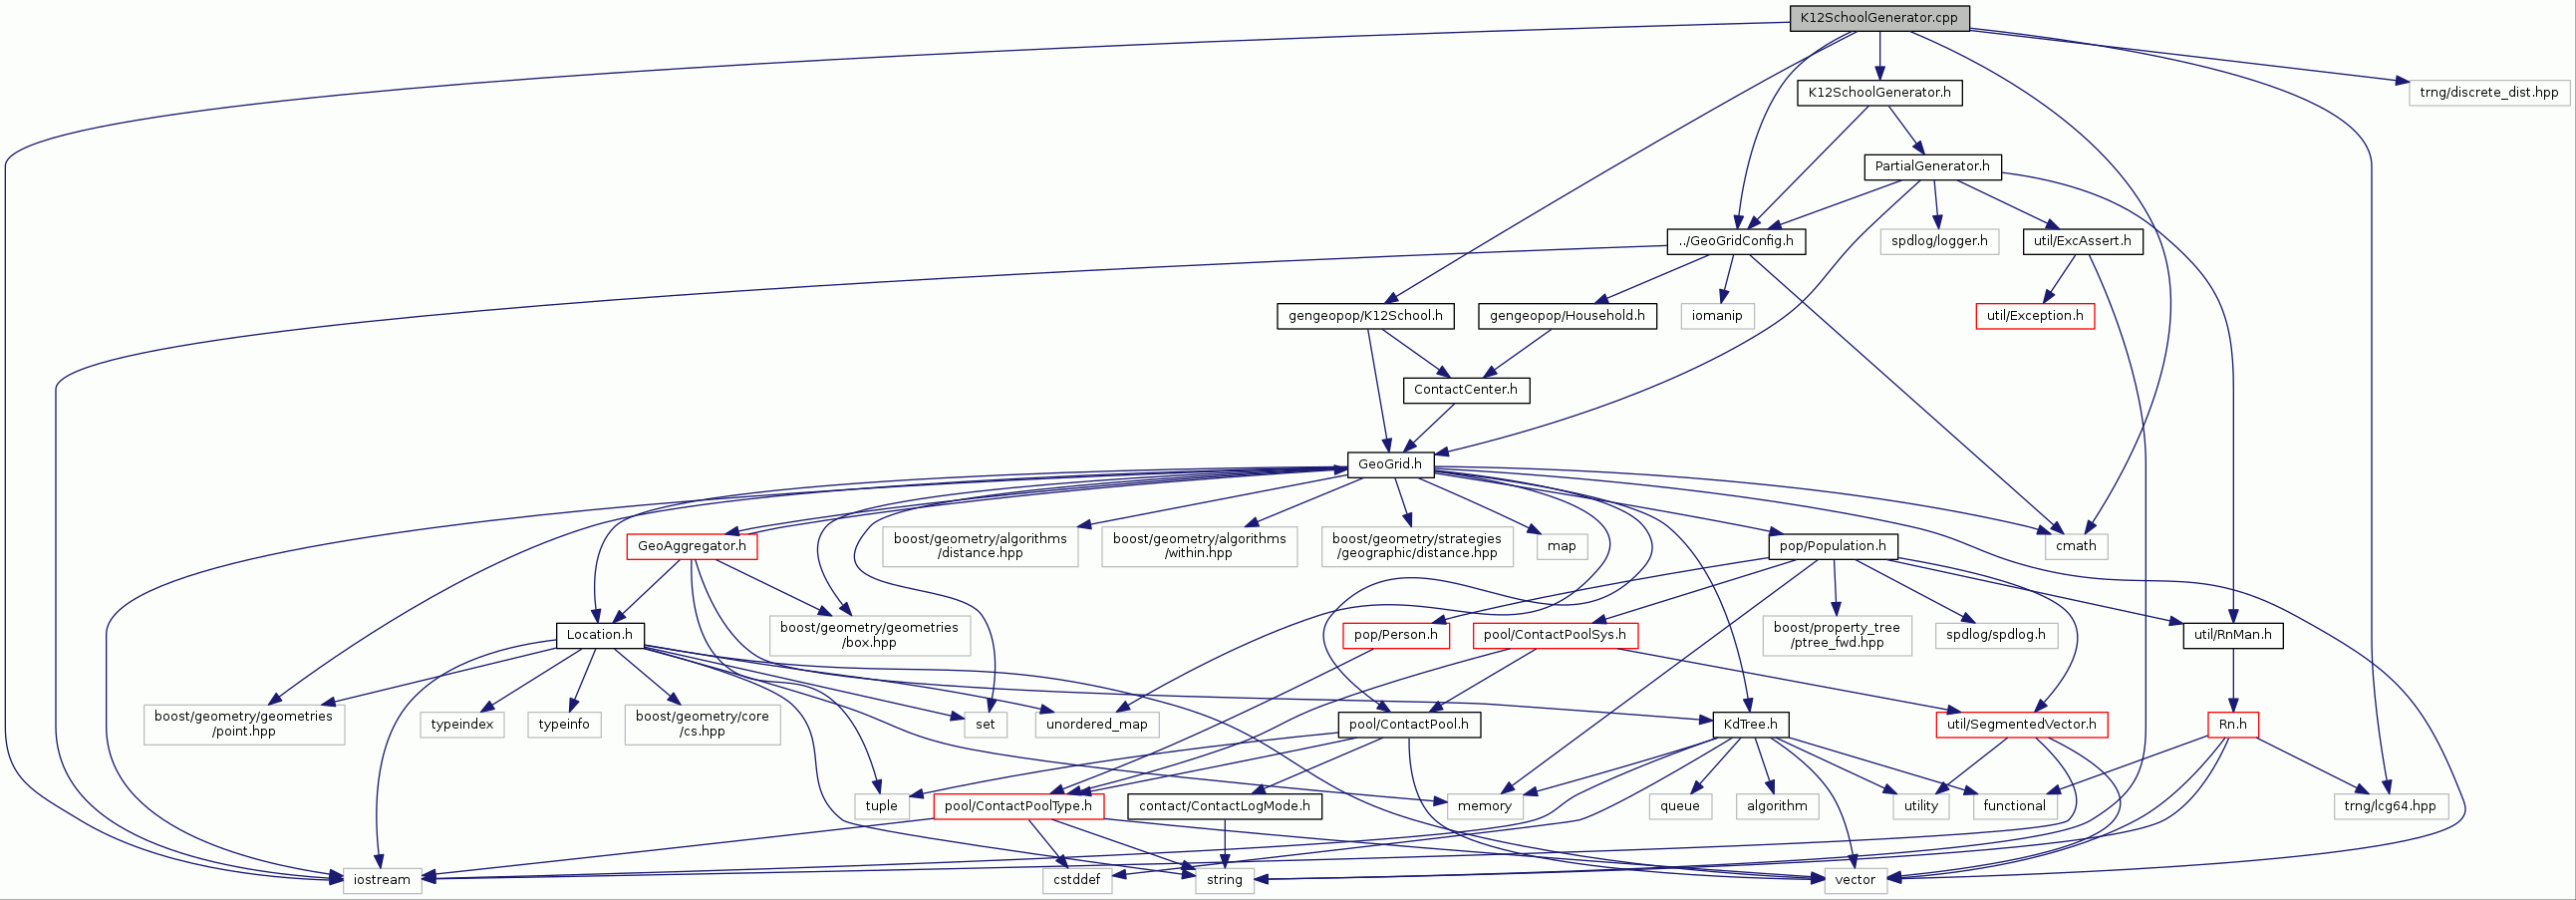 K12SchoolGenerator.cpp
K12SchoolGenerator.h
trng/discrete_dist.hpp
PartialGenerator.h
../GeoGridConfig.h
spdlog/logger.h
util/ExcAssert.h
gengeopop/K12School.h
gengeopop/Household.h
iomanip
util/Exception.h
ContactCenter.h
GeoGrid.h
GeoAggregator.h
boost/geometry/algorithms
/distance.hpp
boost/geometry/algorithms
/within.hpp
boost/geometry/strategies
/geographic/distance.hpp
map
pop/Population.h
cmath
Location.h
boost/geometry/geometries
/box.hpp
pop/Person.h
pool/ContactPoolSys.h
boost/property_tree
/ptree_fwd.hpp
spdlog/spdlog.h
util/RnMan.h
boost/geometry/geometries
/point.hpp
typeindex
typeinfo
boost/geometry/core
/cs.hpp
set
unordered_map
pool/ContactPool.h
KdTree.h
util/SegmentedVector.h
Rn.h
tuple
pool/ContactPoolType.h
contact/ContactLogMode.h
memory
queue
algorithm
utility
functional
trng/lcg64.hpp
iostream
cstddef
string
vector